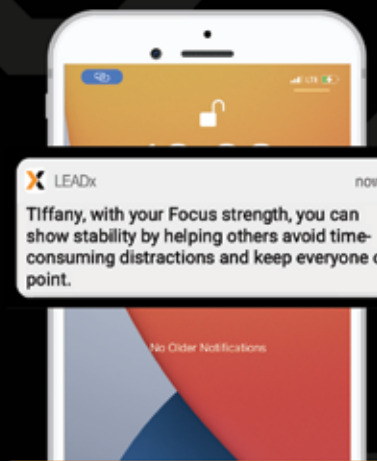 LTE
LEADx
now
TIffany, with your Focus strength, you can
show stability by helping others avoid time-
consuming distractions and keep everyone o
point.
No Older Notifications